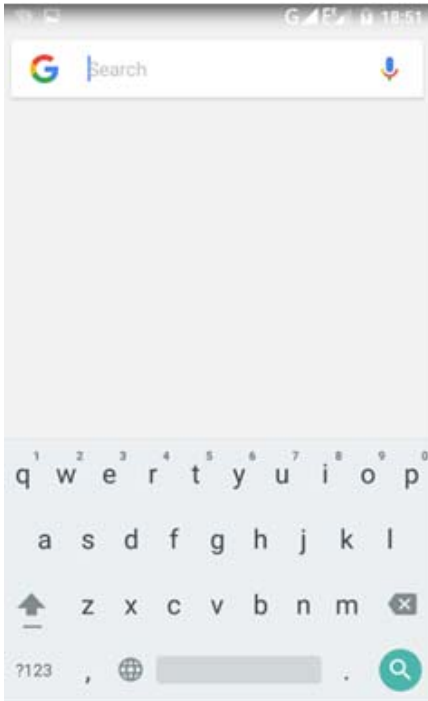 G E 18:51
G Search
1 2 3 4 5 6 7 8 9 0
q w e r t y u i o p
a s d f g h j k l
z x c v b n m
?123 , .